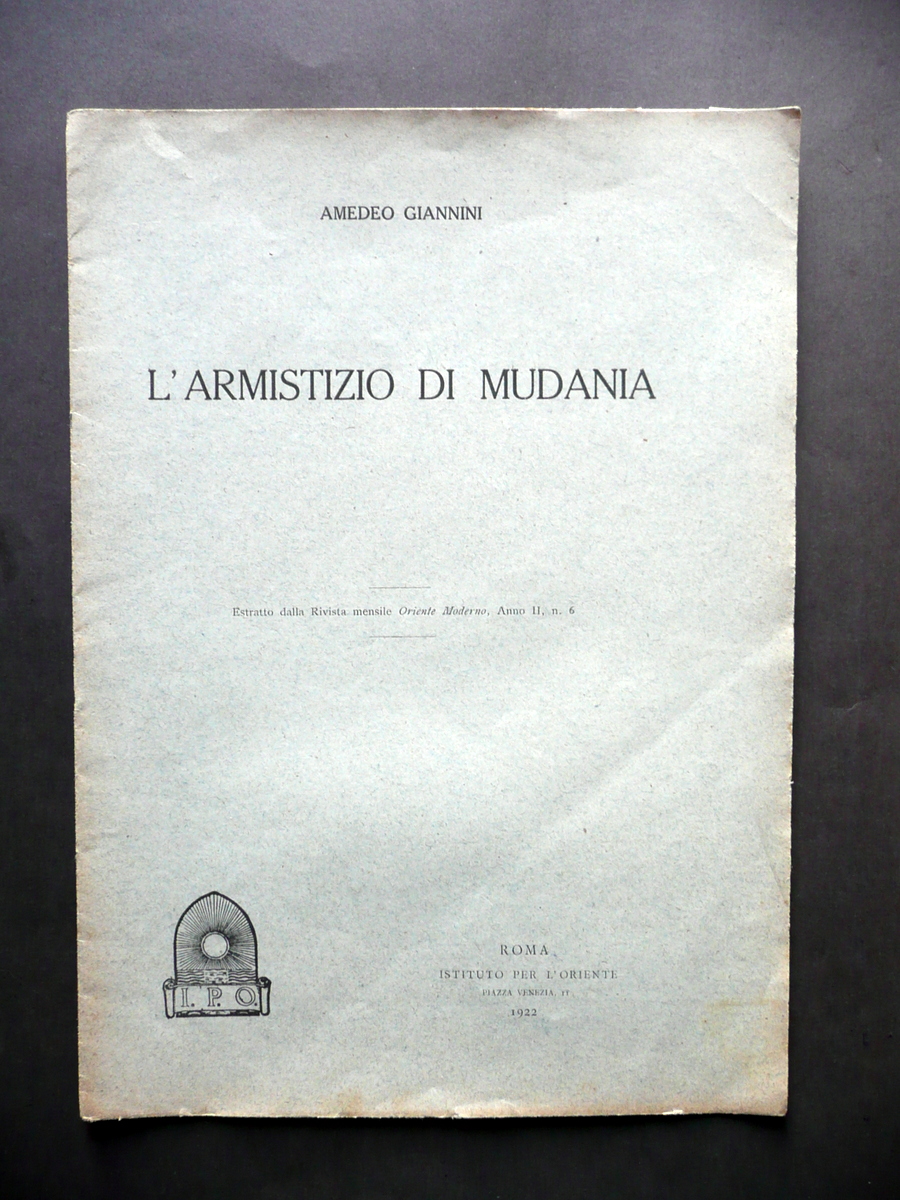 AMEDEO GIANNINI
L'ARMISTIZIO DI MUDANIA
Estratto dalla Rivista mensile Oriente Moderno, Anno II, n. 6
I. P. O.
ROMA
ISTITUTO PER L'ORIENTE
PIAZZA VENEZIA, 11
1922